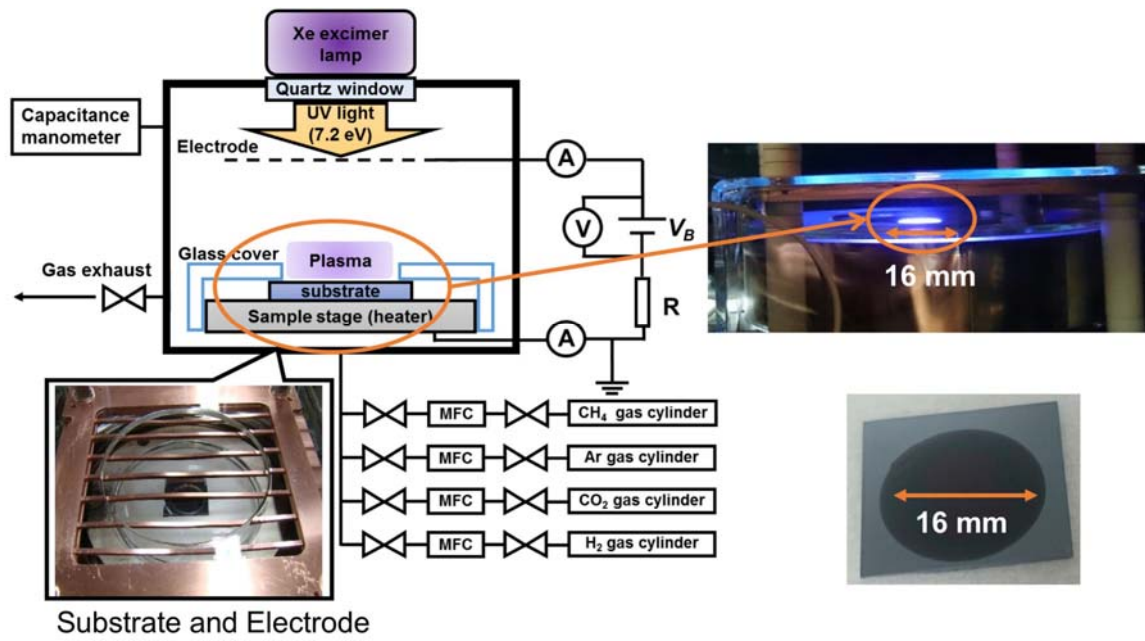 Xe excimer
lamp
Quartz window
UV light
(7.2 eV)
Capacitance
manometer
Electrode
A
V
V_B
R
A
Glass cover
Plasma
substrate
Sample stage (heater)
Gas exhaust
16 mm
MFC
CH₄ gas cylinder
MFC
Ar gas cylinder
MFC
CO₂ gas cylinder
MFC
H₂ gas cylinder
16 mm
Substrate and Electrode